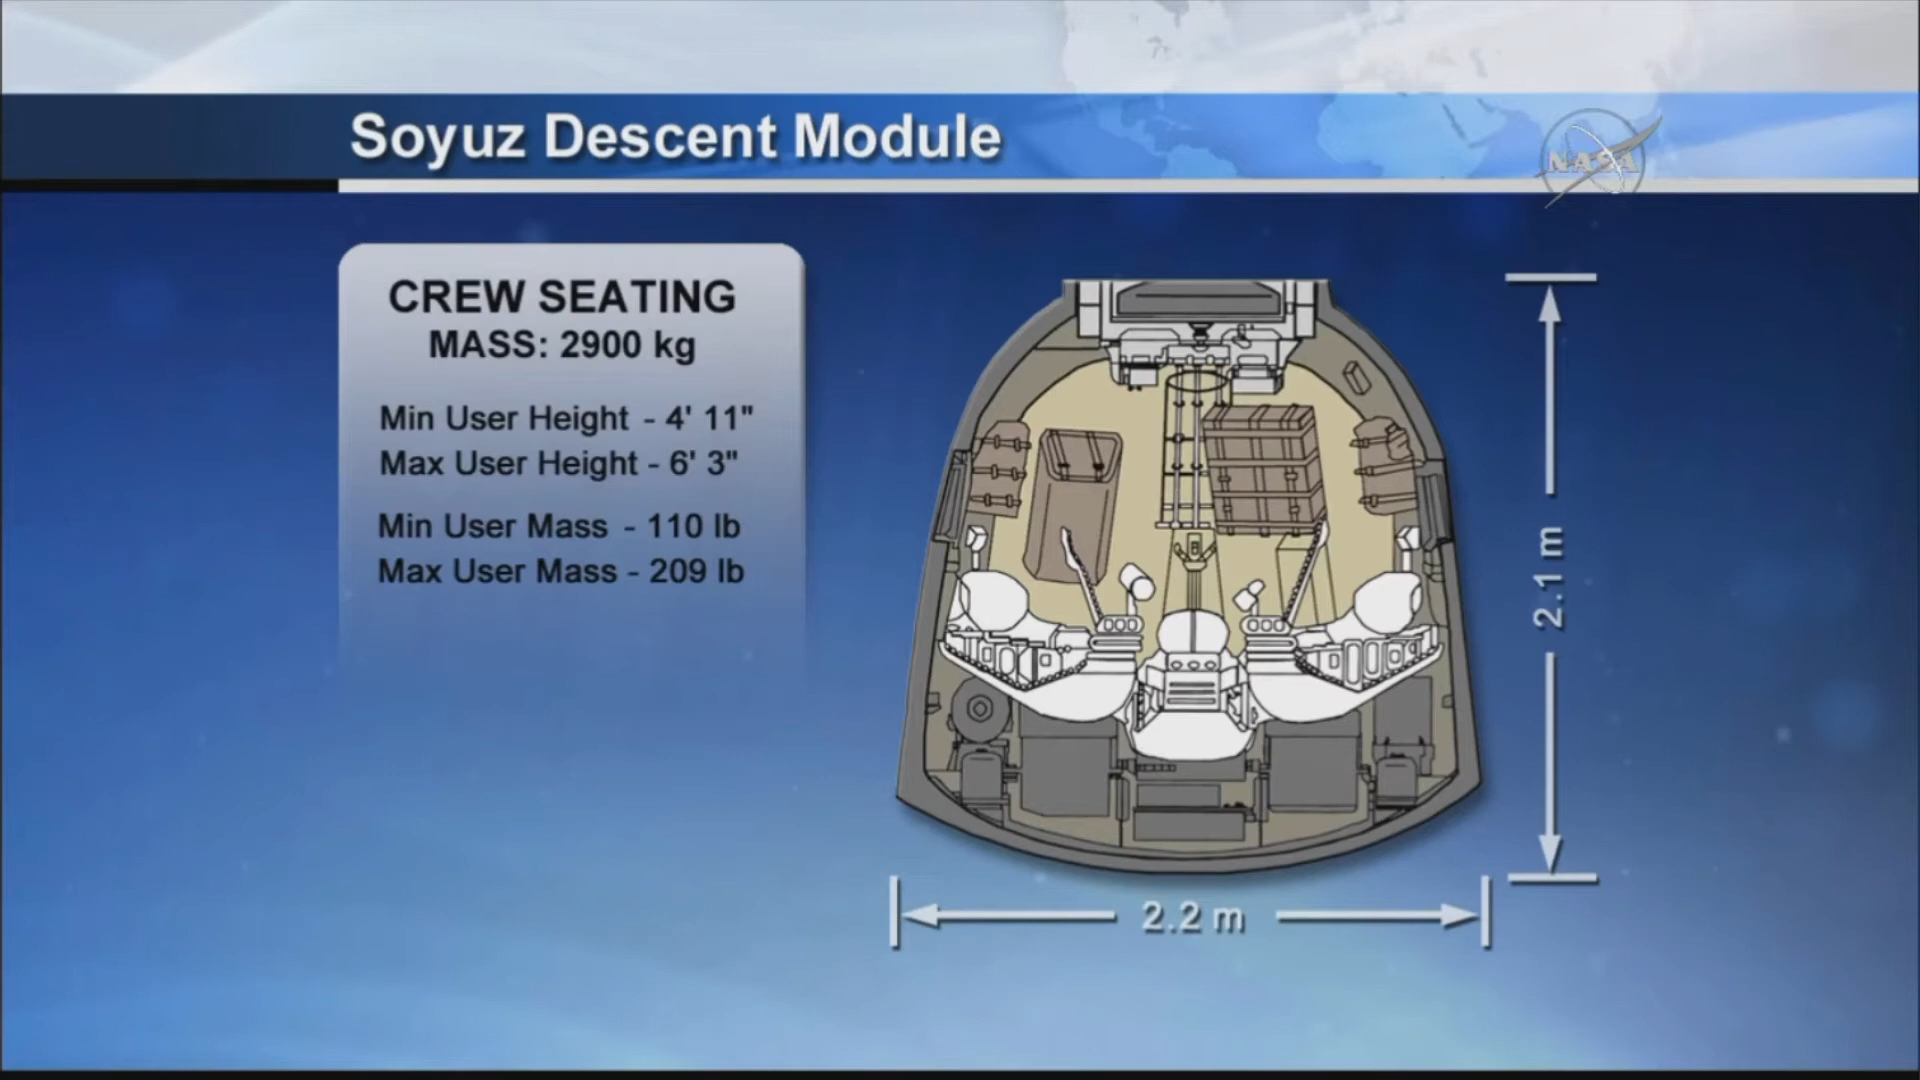 Soyuz Descent Module
NASA
CREW SEATING
MASS: 2900 kg
Min User Height - 4' 11"
Max User Height - 6' 3"
Min User Mass - 110 lb
Max User Mass - 209 lb
2.1 m
2.2 m